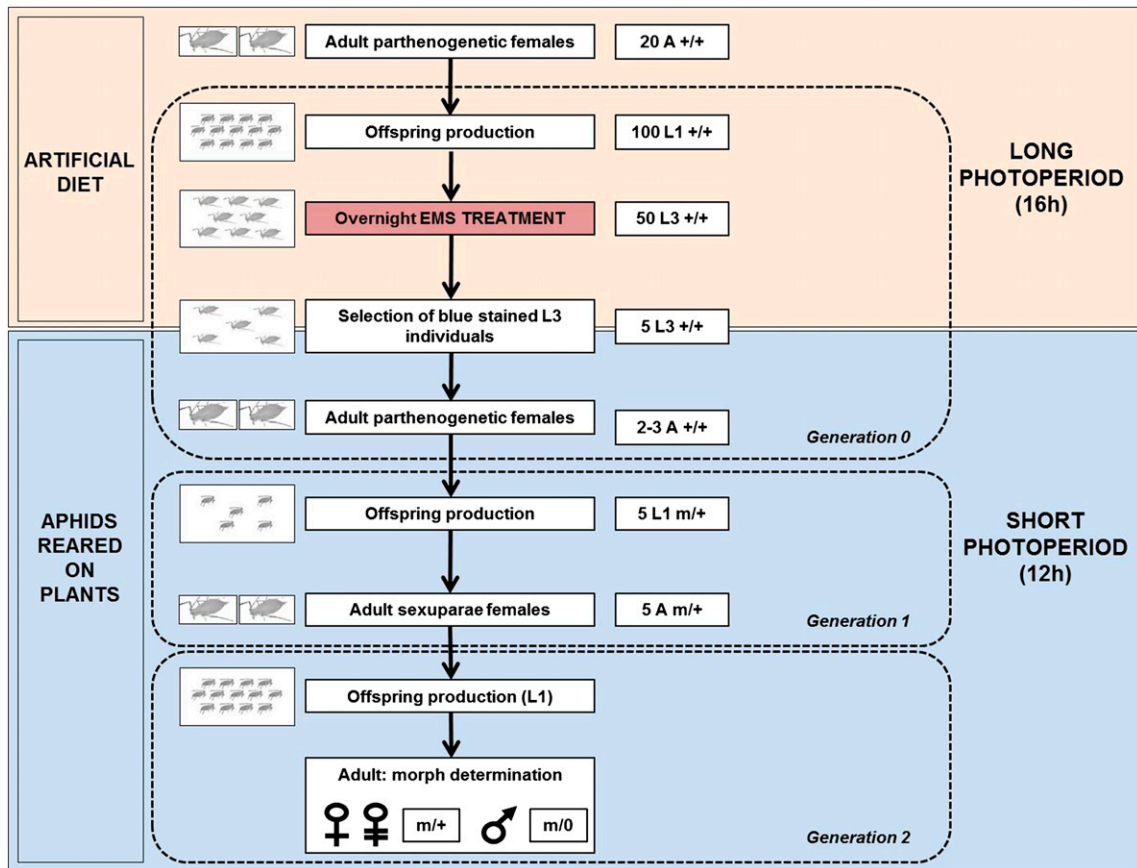 Adult parthenogenetic females
20 A +/+
Offspring production
100 L1 +/+
ARTIFICIAL
DIET
LONG
PHOTOPERIOD
(16h)
Overnight EMS TREATMENT
50 L3 +/+
Selection of blue stained L3
individuals
5 L3 +/+
Adult parthenogenetic females
2-3 A +/+
Generation 0
Offspring production
5 L1 m/+
APHIDS
REARED
ON
PLANTS
SHORT
PHOTOPERIOD
(12h)
Adult sexuparae females
5 A m/+
Generation 1
Offspring production (L1)
Adult: morph determination
m/+
m/0
Generation 2